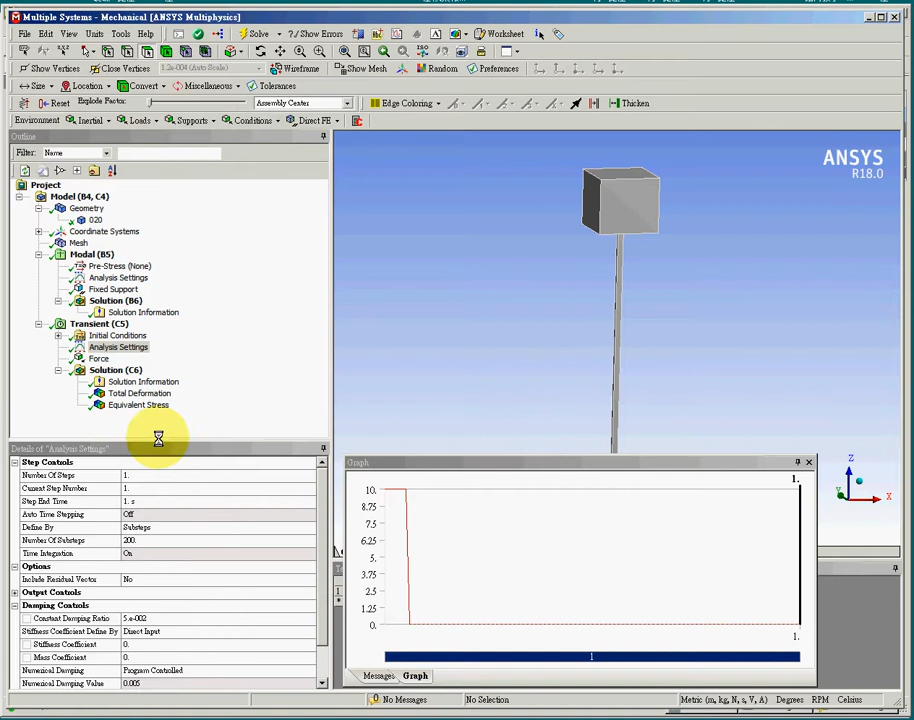 Multiple Systems - Mechanical [ANSYS Multiphysics]
File Edit View Units Tools Help Solve ?/Show Errors Worksheet
Show Vertices Close Vertices 1.2e-004 (Auto Scale) Wireframe Show Mesh Random Preferences
Size Location Convert Miscellaneous Tolerances
Reset Explode Factor: Assembly Center Edge Coloring Thicken
Environment Inertial Loads Supports Conditions Direct FE
Outline
Filter: Name
Project
Model (B4, C4)
Geometry
020
Coordinate Systems
Mesh
Modal (B5)
Pre-Stress (None)
Analysis Settings
Fixed Support
Solution (B6)
Solution Information
Transient (C5)
Initial Conditions
Analysis Settings
Force
Solution (C6)
Solution Information
Total Deformation
Equivalent Stress
Details of "Analysis Settings"
Step Controls
Number Of Steps 1.
Current Step Number 1.
Step End Time 1. s
Auto Time Stepping Off
Define By Substeps
Number Of Substeps 200.
Time Integration On
Options
Include Residual Vector No
Output Controls
Damping Controls
Constant Damping Ratio 5.e-002
Stiffness Coefficient Define By Direct Input
Stiffness Coefficient 0.
Mass Coefficient 0.
Numerical Damping Program Controlled
Numerical Damping Value 0.005
ANSYS
R18.0
Z
Y
X
Graph
1.
10.
8.75
7.5
6.25
5.
3.75
2.5
1.25
0.
1.
1
Messages Graph
No Messages No Selection Metric (m, kg, N, s, V, A) Degrees RPM Celsius